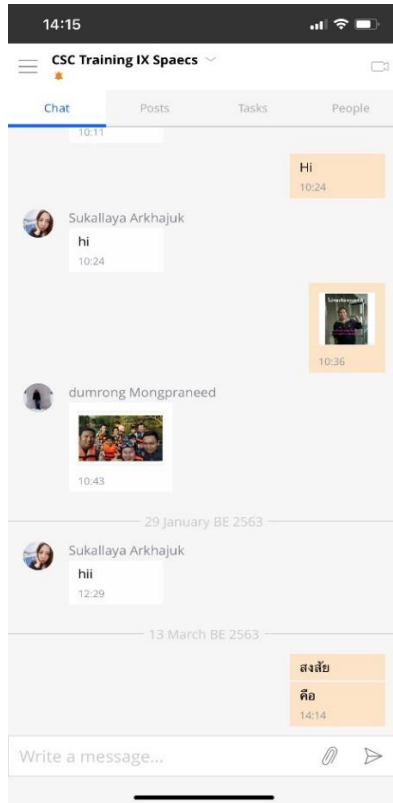 14:15
CSC Training IX Spaecs
Chat Posts Tasks People
10:11
Hi
10:24
Sukallaya Arkhajuk
hi
10:24
10:36
dumrong Mongpraneed
10:43
29 January BE 2563
Sukallaya Arkhajuk
hii
12:29
13 March BE 2563
สงสัย
คือ
14:14
Write a message...